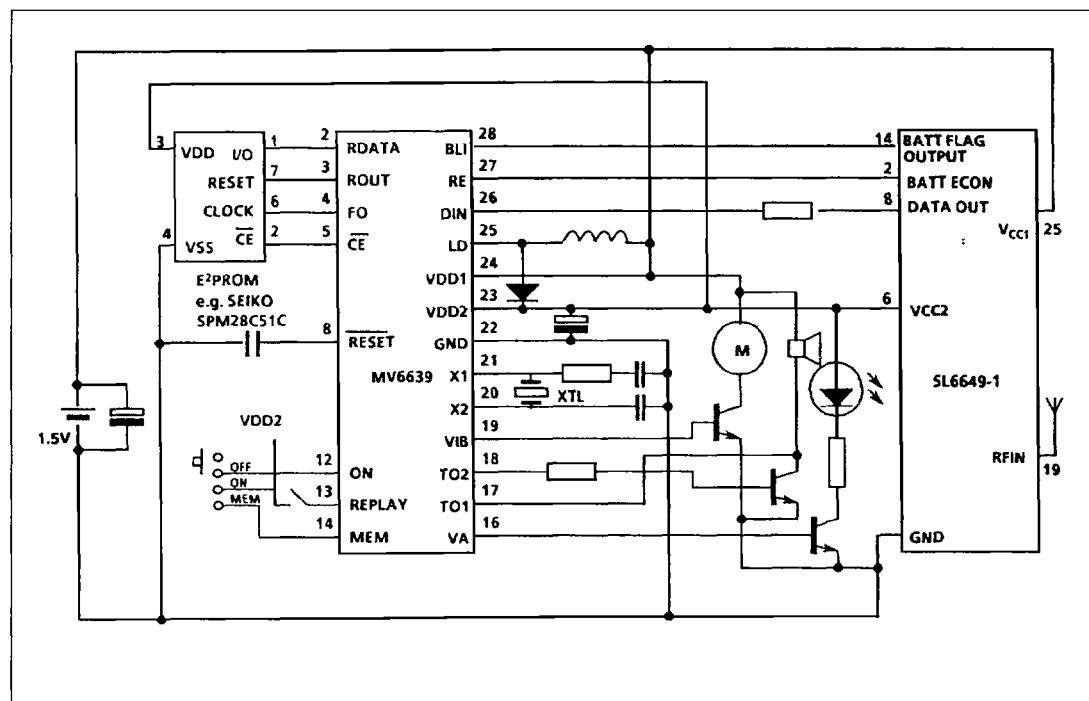 3
VDD
I/O
1
RESET
7
CLOCK
6
4
VSS
CE
2
E²PROM
e.g. SEIKO
SPM28C51C
2
RDATA
3
ROUT
4
FO
5
CE
8
RESET
MV6639
12
ON
13
REPLAY
14
MEM
BLI
28
RE
27
DIN
26
LD
25
VDD1
24
VDD2
23
GND
22
X1
21
X2
20
VIB
19
TO2
18
TO1
17
VA
16
XTL
M
1.5V
VDD2
OFF
ON
MEM
14
BATT FLAG
OUTPUT
2
BATT ECON
8
DATA OUT
VCC1
25
6
VCC2
SL6649-1
RFIN
19
GND